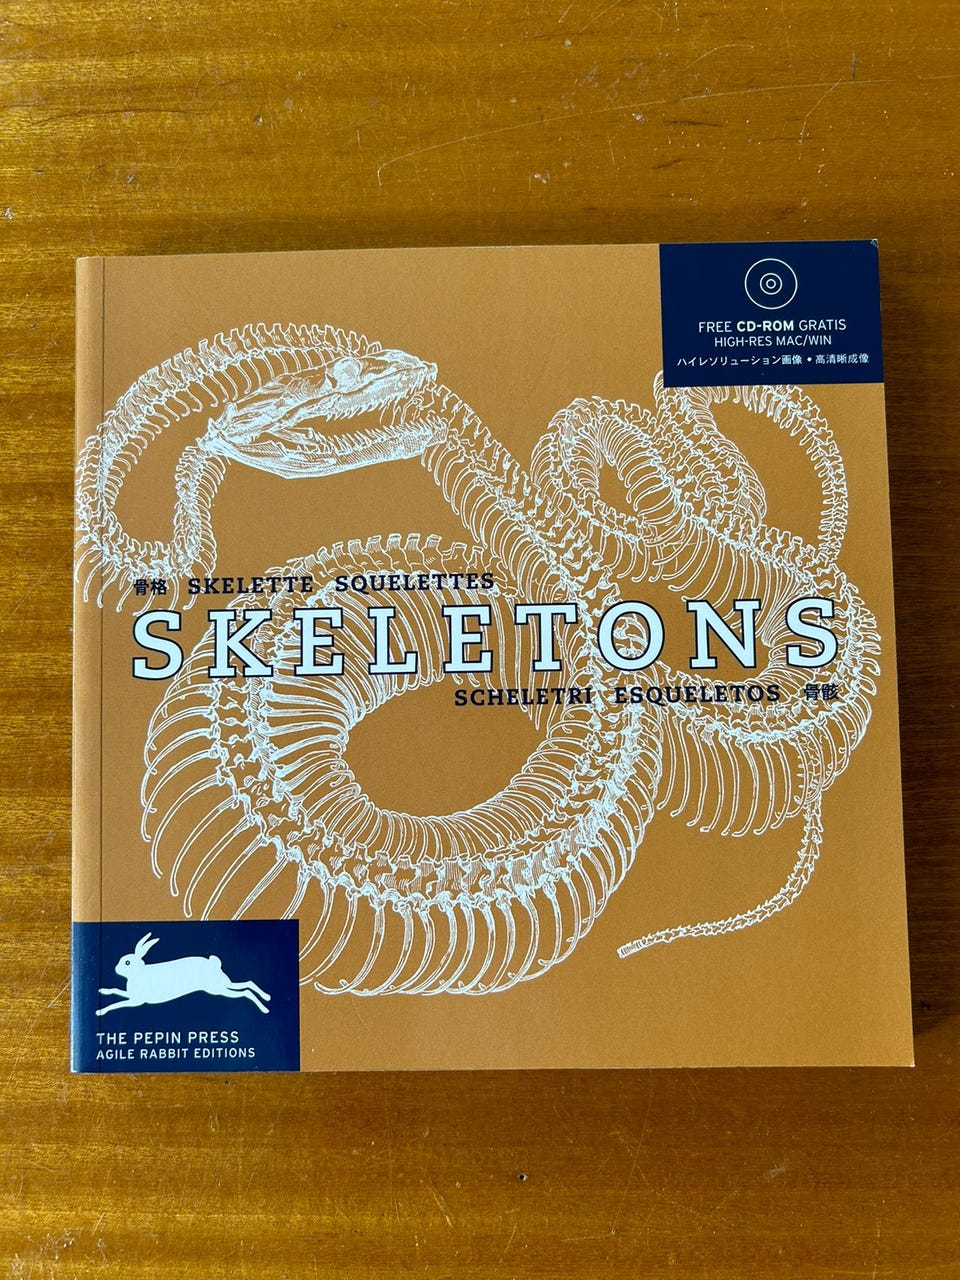 FREE CD-ROM GRATIS
HIGH-RES MAC/WIN
ハイレソリューション画像 • 高清晰成像
骨格 SKELETTE SQUELETTES
SKELETONS
SCHELETRI ESQUELETOS 骨骸
THE PEPIN PRESS
AGILE RABBIT EDITIONS